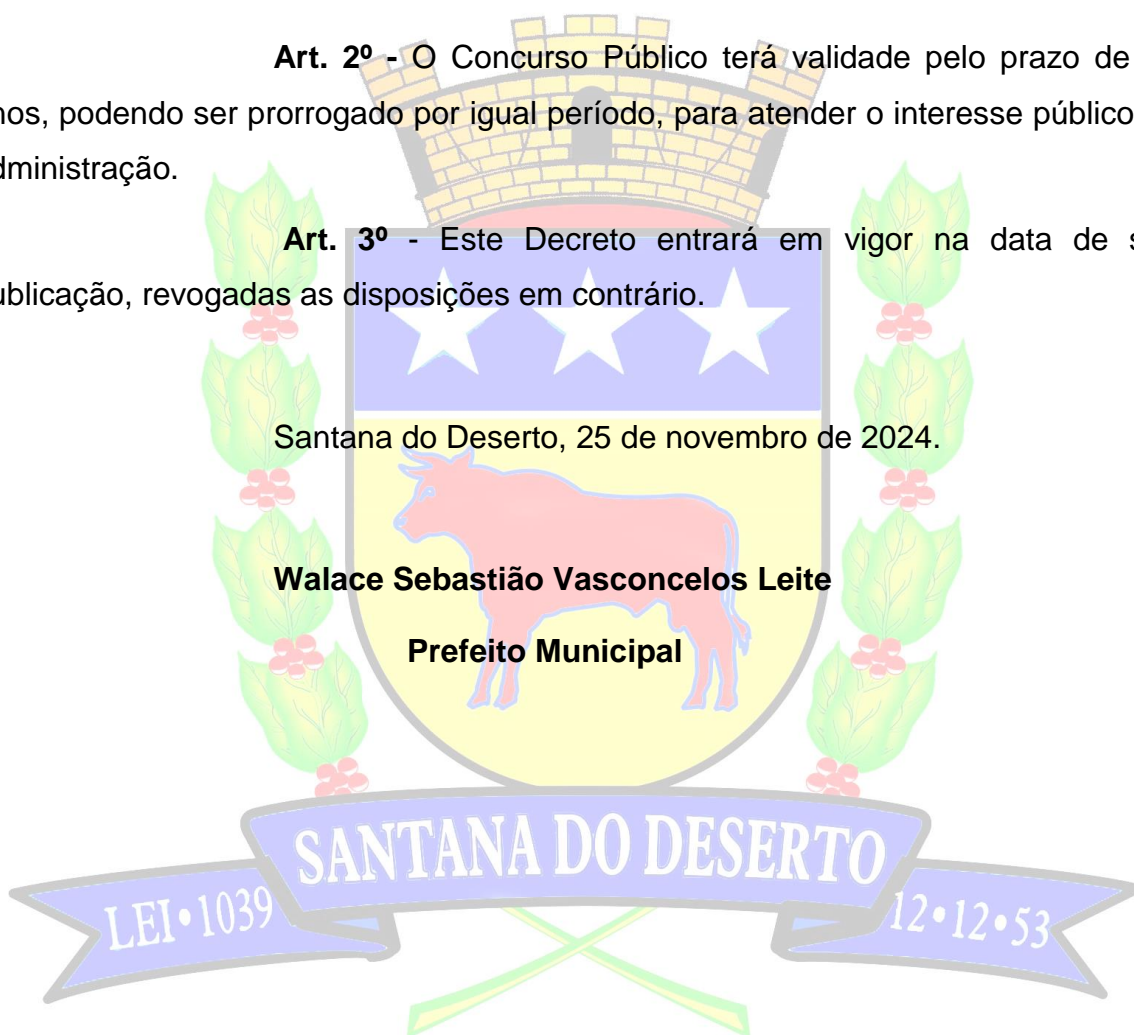 Art. 2º - O Concurso Público terá validade pelo prazo de
nos, podendo ser prorrogado por igual período, para atender o interesse público
dministração.
Art. 3º - Este Decreto entrará em vigor na data de s
ublicação, revogadas as disposições em contrário.
Santana do Deserto, 25 de novembro de 2024.
Walace Sebastião Vasconcelos Leite
Prefeito Municipal
SANTANA DO DESERTO
LEI•1039
12•12•53